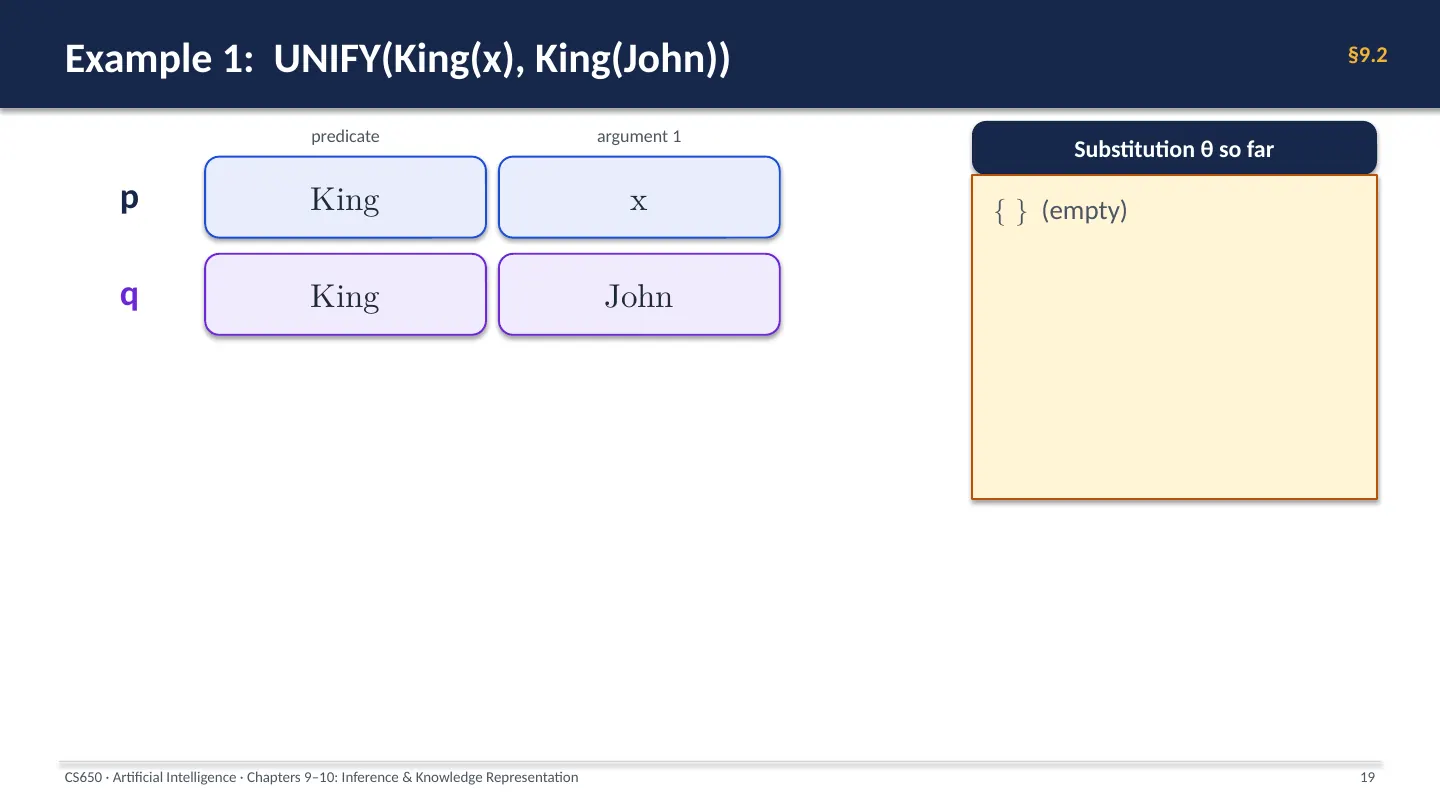 Example 1:  UNIFY(King(x), King(John))
§9.2
predicate
argument 1
p
King
x
q
King
John
Substitution θ so far
{ } (empty)
CS650 · Artificial Intelligence · Chapters 9–10: Inference & Knowledge Representation
19